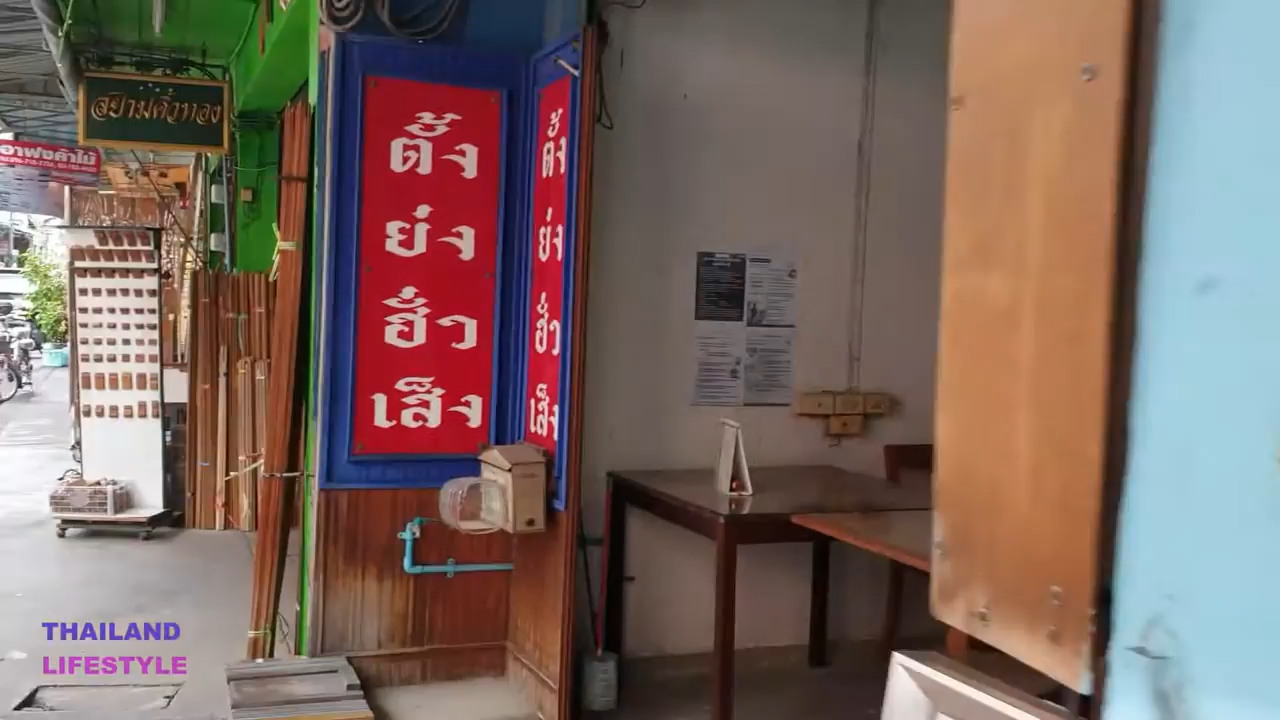 สยามคิ้วทอง
อาฟงค้าไม้
ตั้ง
ย่ง
ฮั่ว
เส็ง
ตั้ง
ย่ง
ฮั่ว
เส็ง
THAILAND
LIFESTYLE